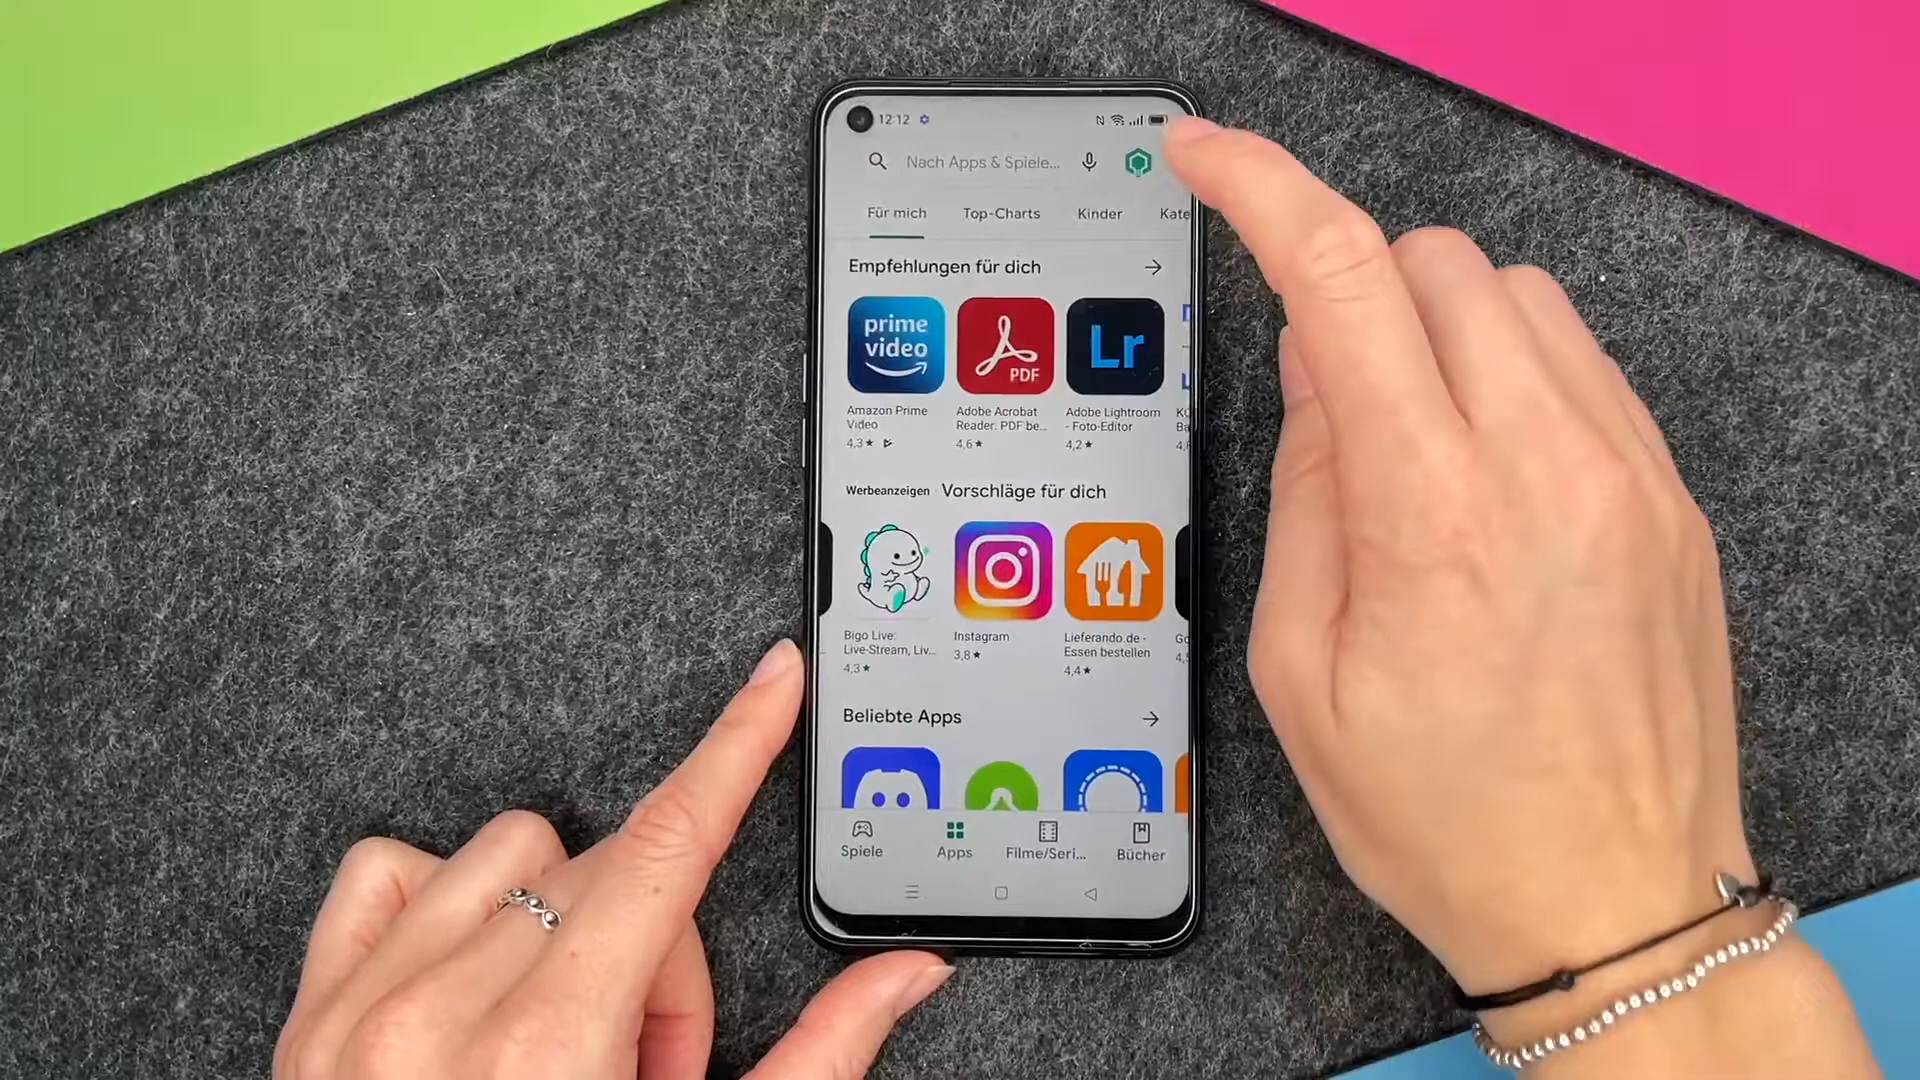 12:12
Nach Apps & Spiele...
Für mich Top-Charts Kinder Kate
Empfehlungen für dich
prime
video
PDF
Lr
Amazon Prime
Video
4,3★
Adobe Acrobat
Reader: PDF be...
4,6★
Adobe Lightroom
- Foto-Editor
4,2★
Werbeanzeigen · Vorschläge für dich
Bigo Live:
Live-Stream, Liv...
4,3★
Instagram
3,8★
Lieferando.de -
Essen bestellen
4,4★
Beliebte Apps
Spiele Apps Filme/Seri... Bücher